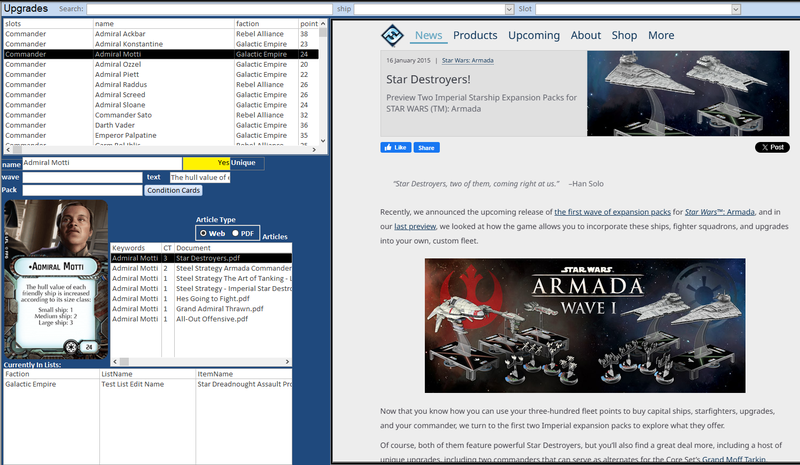 Upgrades Search: ship Slot
slots name faction point
Commander Admiral Ackbar Rebel Alliance 38
Commander Admiral Konstantine Galactic Empire 23
Commander Admiral Motti Galactic Empire 24
Commander Admiral Ozzel Galactic Empire 20
Commander Admiral Piett Galactic Empire 22
Commander Admiral Raddus Rebel Alliance 26
Commander Admiral Screed Galactic Empire 26
Commander Admiral Sloane Galactic Empire 24
Commander Commander Sato Rebel Alliance 32
Commander Darth Vader Galactic Empire 36
Commander Emperor Palpatine Galactic Empire 35
name Admiral Motti Yes Unique
wave text The hull value of e
Pack Condition Cards
•ADMIRAL MOTTI
The hull value of each
friendly ship is increased
according to its size class:
Small ship: 1
Medium ship: 2
Large ship: 3
24
Article Type
Web PDF Articles
Keywords CT Document
Admiral Motti 3 Star Destroyers.pdf
Admiral Motti 2 Steel Strategy Armada Commander
Admiral Motti 1 Steel Strategy The Art of Tanking - L
Admiral Motti 1 Steel Strategy - Imperial Star Destro
Admiral Motti 1 Hes Going to Fight.pdf
Admiral Motti 1 Grand Admiral Thrawn.pdf
Admiral Motti 1 All-Out Offensive.pdf
Currently In Lists:
Faction ListName ItemName
Galactic Empire Test List Edit Name Star Dreadnought Assault Pro
News Products Upcoming About Shop More
16 January 2015 | Star Wars: Armada
Star Destroyers!
Preview Two Imperial Starship Expansion Packs for
STAR WARS (TM): Armada
Like Share X Post
“Star Destroyers, two of them, coming right at us.” –Han Solo
Recently, we announced the upcoming release of the first wave of expansion packs for Star Wars™: Armada, and in
our last preview, we looked at how the game allows you to incorporate these ships, fighter squadrons, and upgrades
into your own, custom fleet.
STAR WARS
ARMADA
WAVE I
Now that you know how you can use your three-hundred fleet points to buy capital ships, starfighters, upgrades,
and your commander, we turn to the first two Imperial expansion packs to explore what they offer.
Of course, both of them feature powerful Star Destroyers, but you'll also find a great deal more, including a host of
unique upgrades, including two commanders that can serve as alternates for the Core Set's Grand Moff Tarkin.